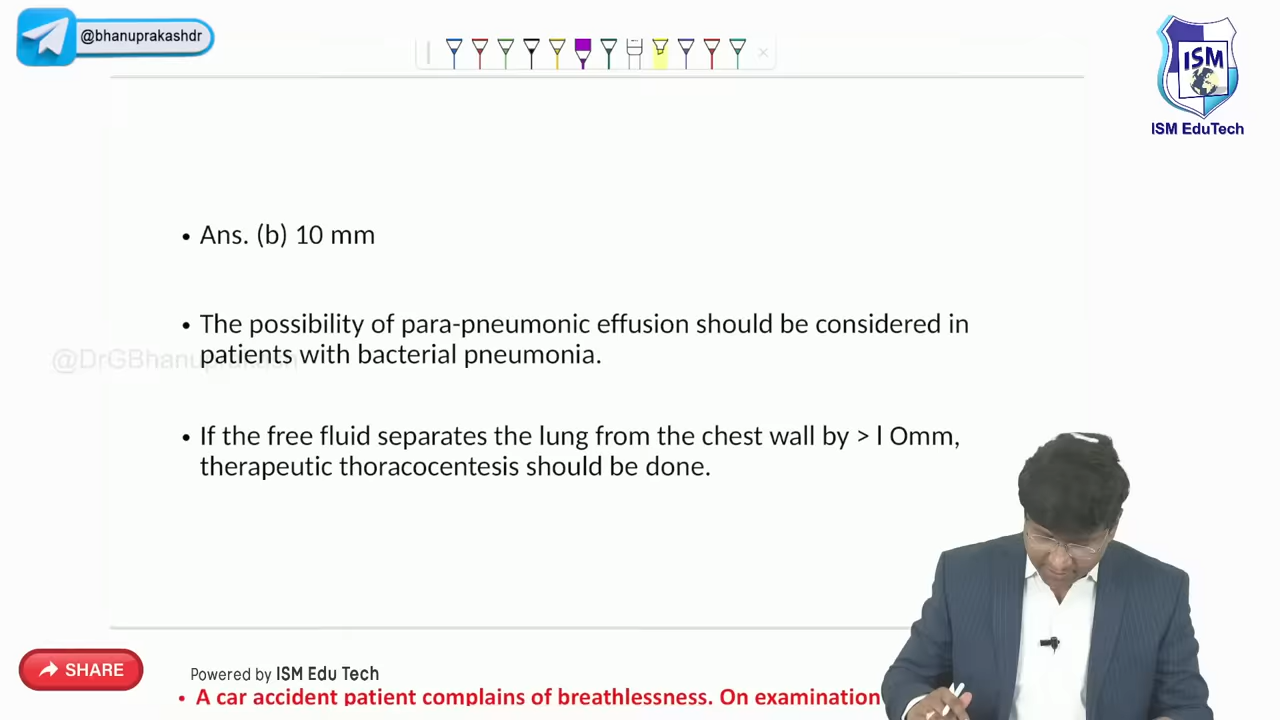 @bhanuprakashdr
ISM
ISM EduTech
• Ans. (b) 10 mm
• The possibility of para-pneumonic effusion should be considered in
patients with bacterial pneumonia.
@DrGBhanuprakash
• If the free fluid separates the lung from the chest wall by > l Omm,
therapeutic thoracocentesis should be done.
SHARE
Powered by ISM Edu Tech
• A car accident patient complains of breathlessness. On examination